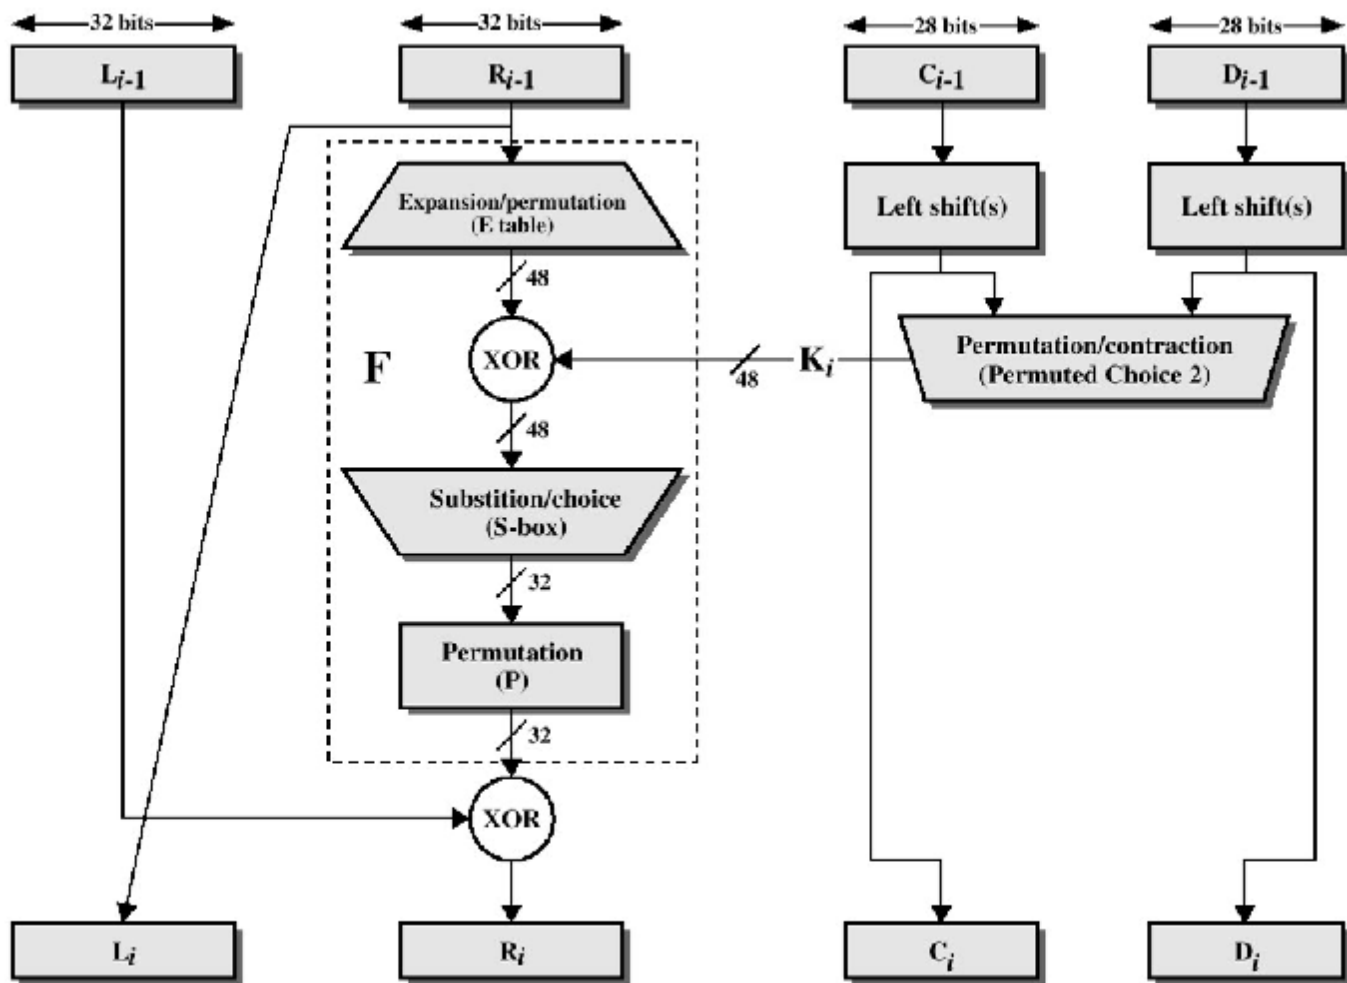 32 bits
32 bits
28 bits
28 bits
Li-1
Ri-1
Ci-1
Di-1
Expansion/permutation
(E table)
Left shift(s)
Left shift(s)
48
F
XOR
48
Ki
Permutation/contraction
(Permuted Choice 2)
48
Substition/choice
(S-box)
32
Permutation
(P)
32
XOR
Li
Ri
Ci
Di